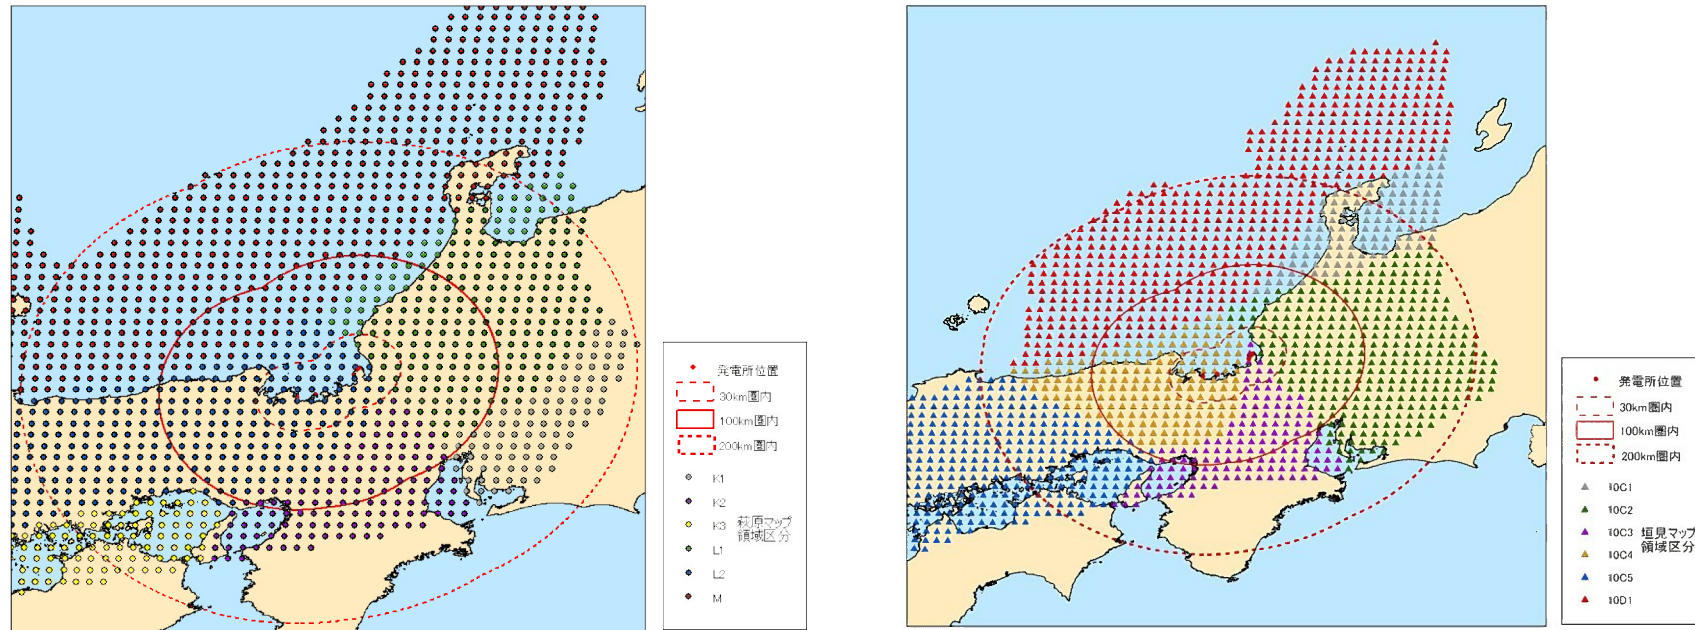 発電所位置
30km圏内
100km圏内
200km圏内
K1
K2
K3
萩原マップ
領域区分
L1
L2
M
発電所位置
30km圏内
100km圏内
200km圏内
10C1
10C2
10C3
垣見マップ
領域区分
10C4
10C5
10D1